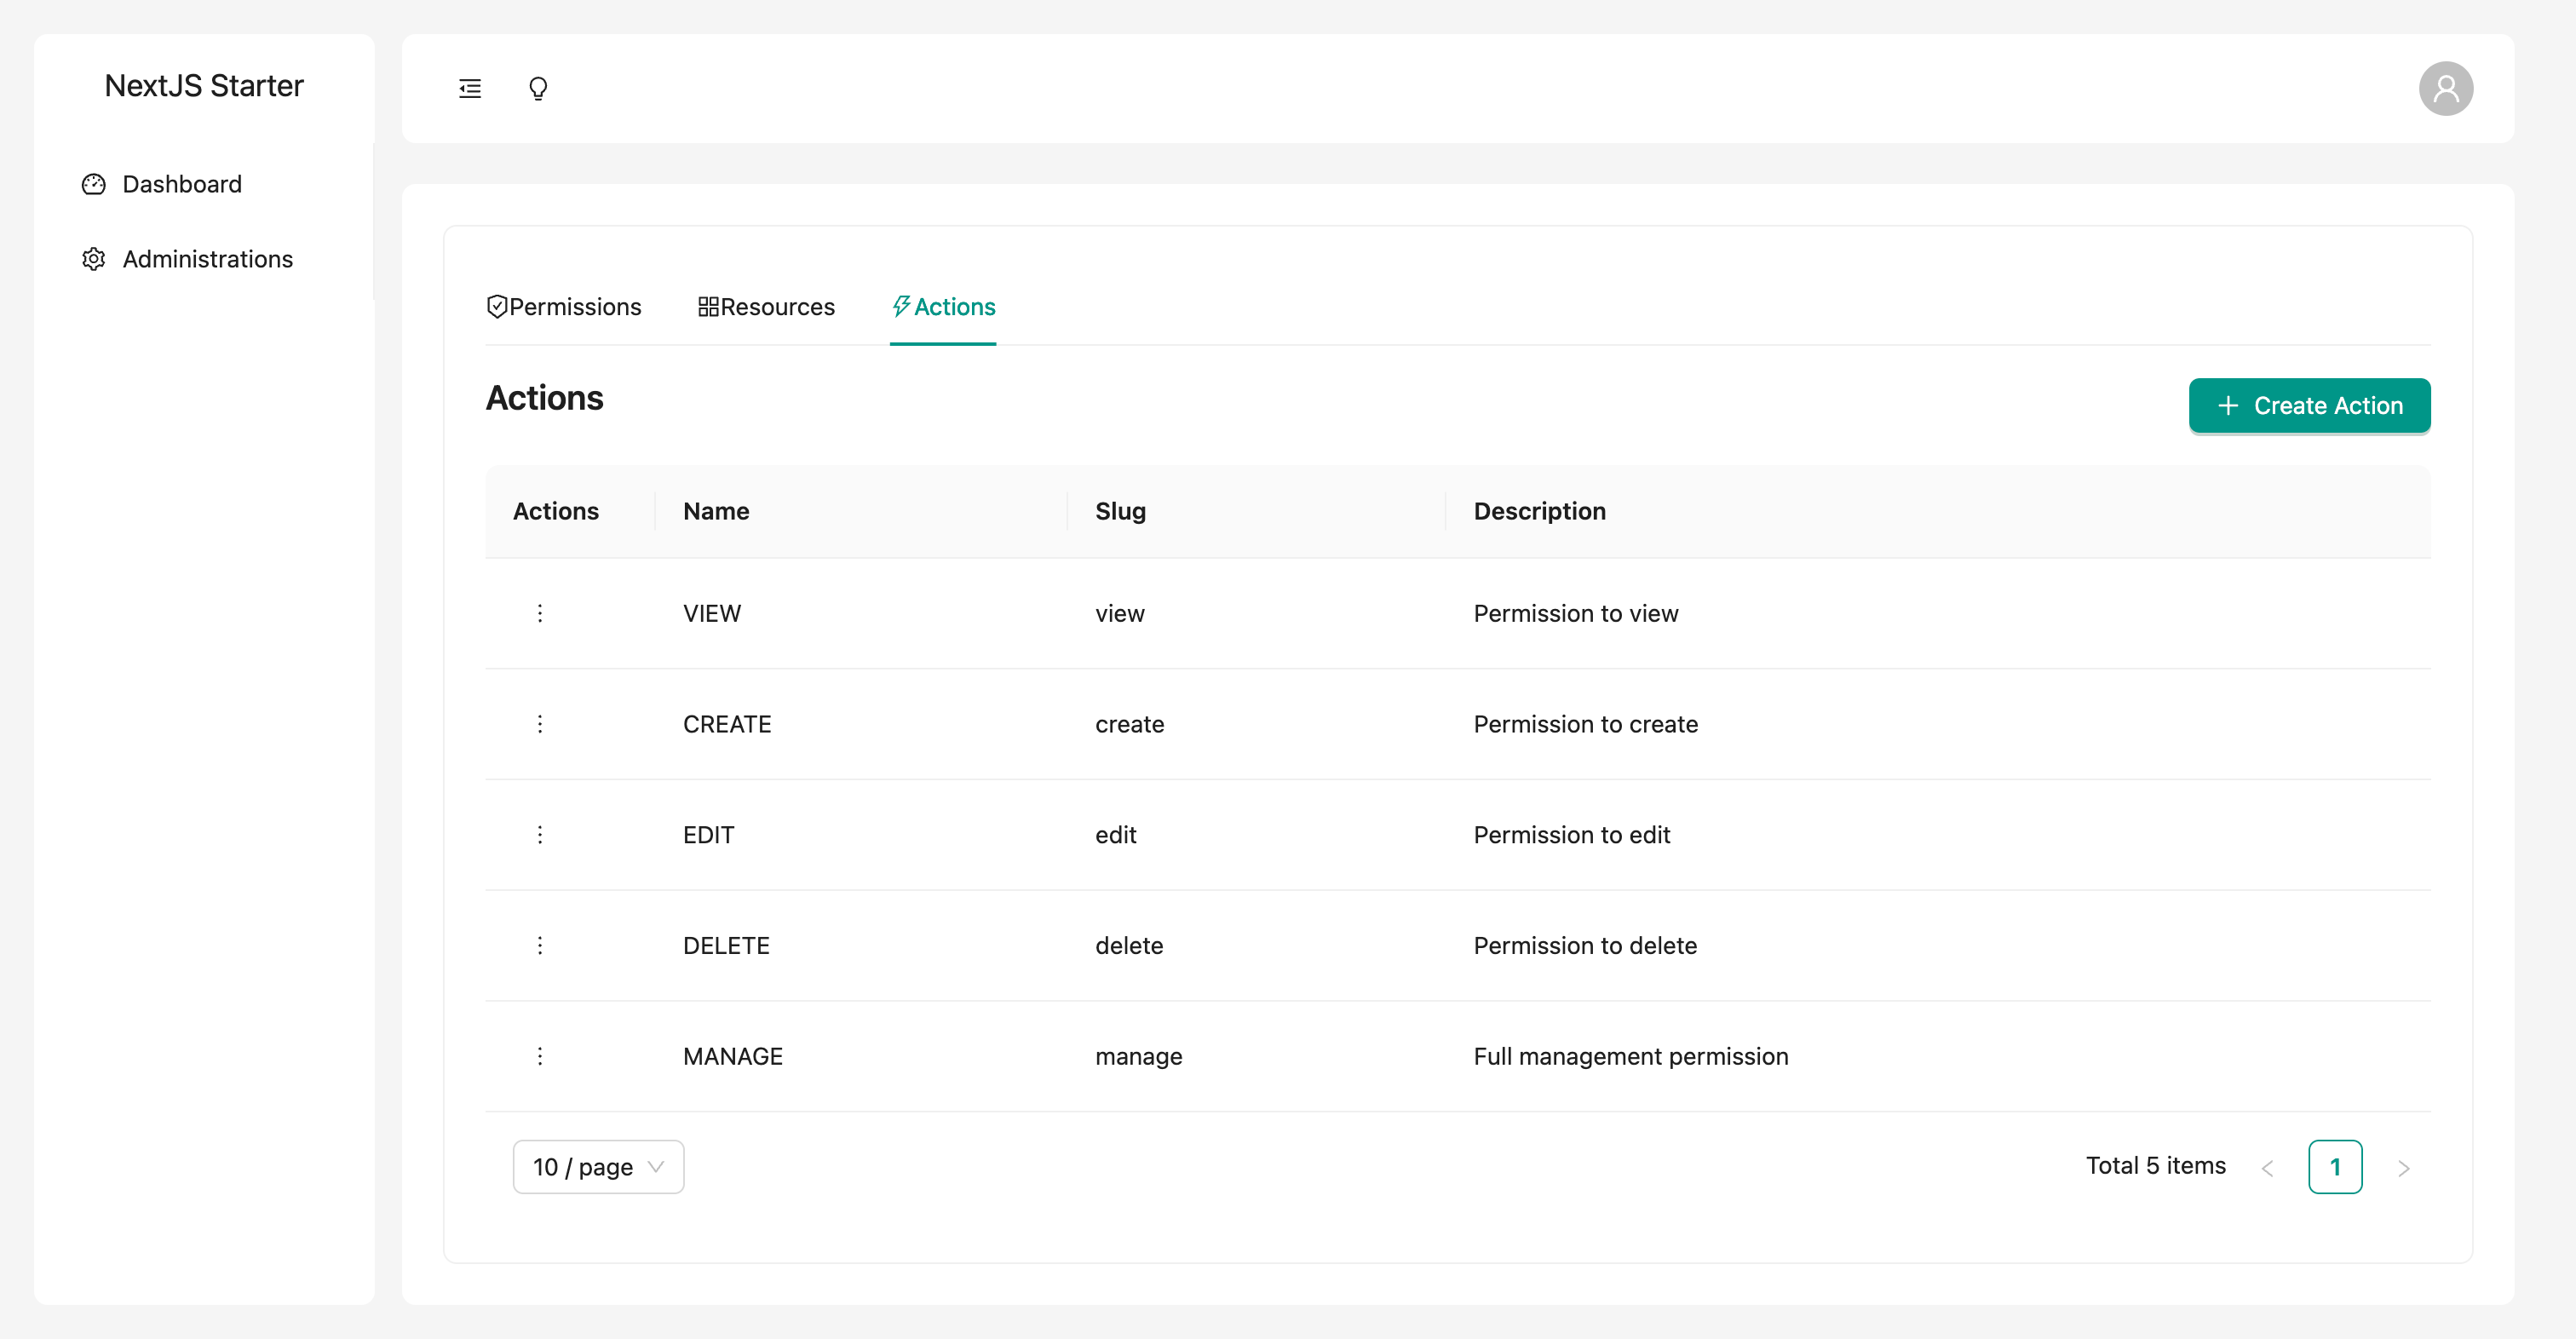 NextJS Starter
Dashboard
Administrations
Permissions Resources Actions
Actions
Create Action
Actions Name Slug Description
VIEW view Permission to view
CREATE create Permission to create
EDIT edit Permission to edit
DELETE delete Permission to delete
MANAGE manage Full management permission
10 / page Total 5 items 1